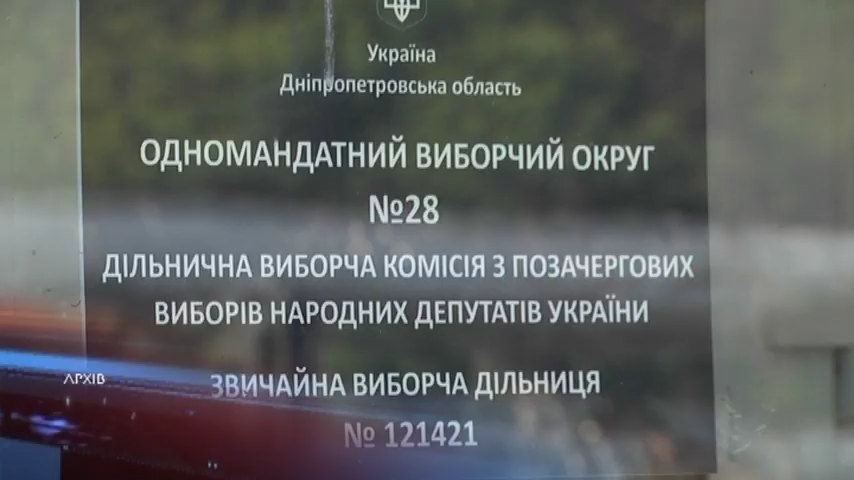 Україна
Дніпропетровська область
ОДНОМАНДАТНИЙ ВИБОРЧИЙ ОКРУГ
№28
ДІЛЬНИЧНА ВИБОРЧА КОМІСІЯ З ПОЗАЧЕРГОВИХ
ВИБОРІВ НАРОДНИХ ДЕПУТАТІВ УКРАЇНИ
АРХІВ
ЗВИЧАЙНА ВИБОРЧА ДІЛЬНИЦЯ
№ 121421